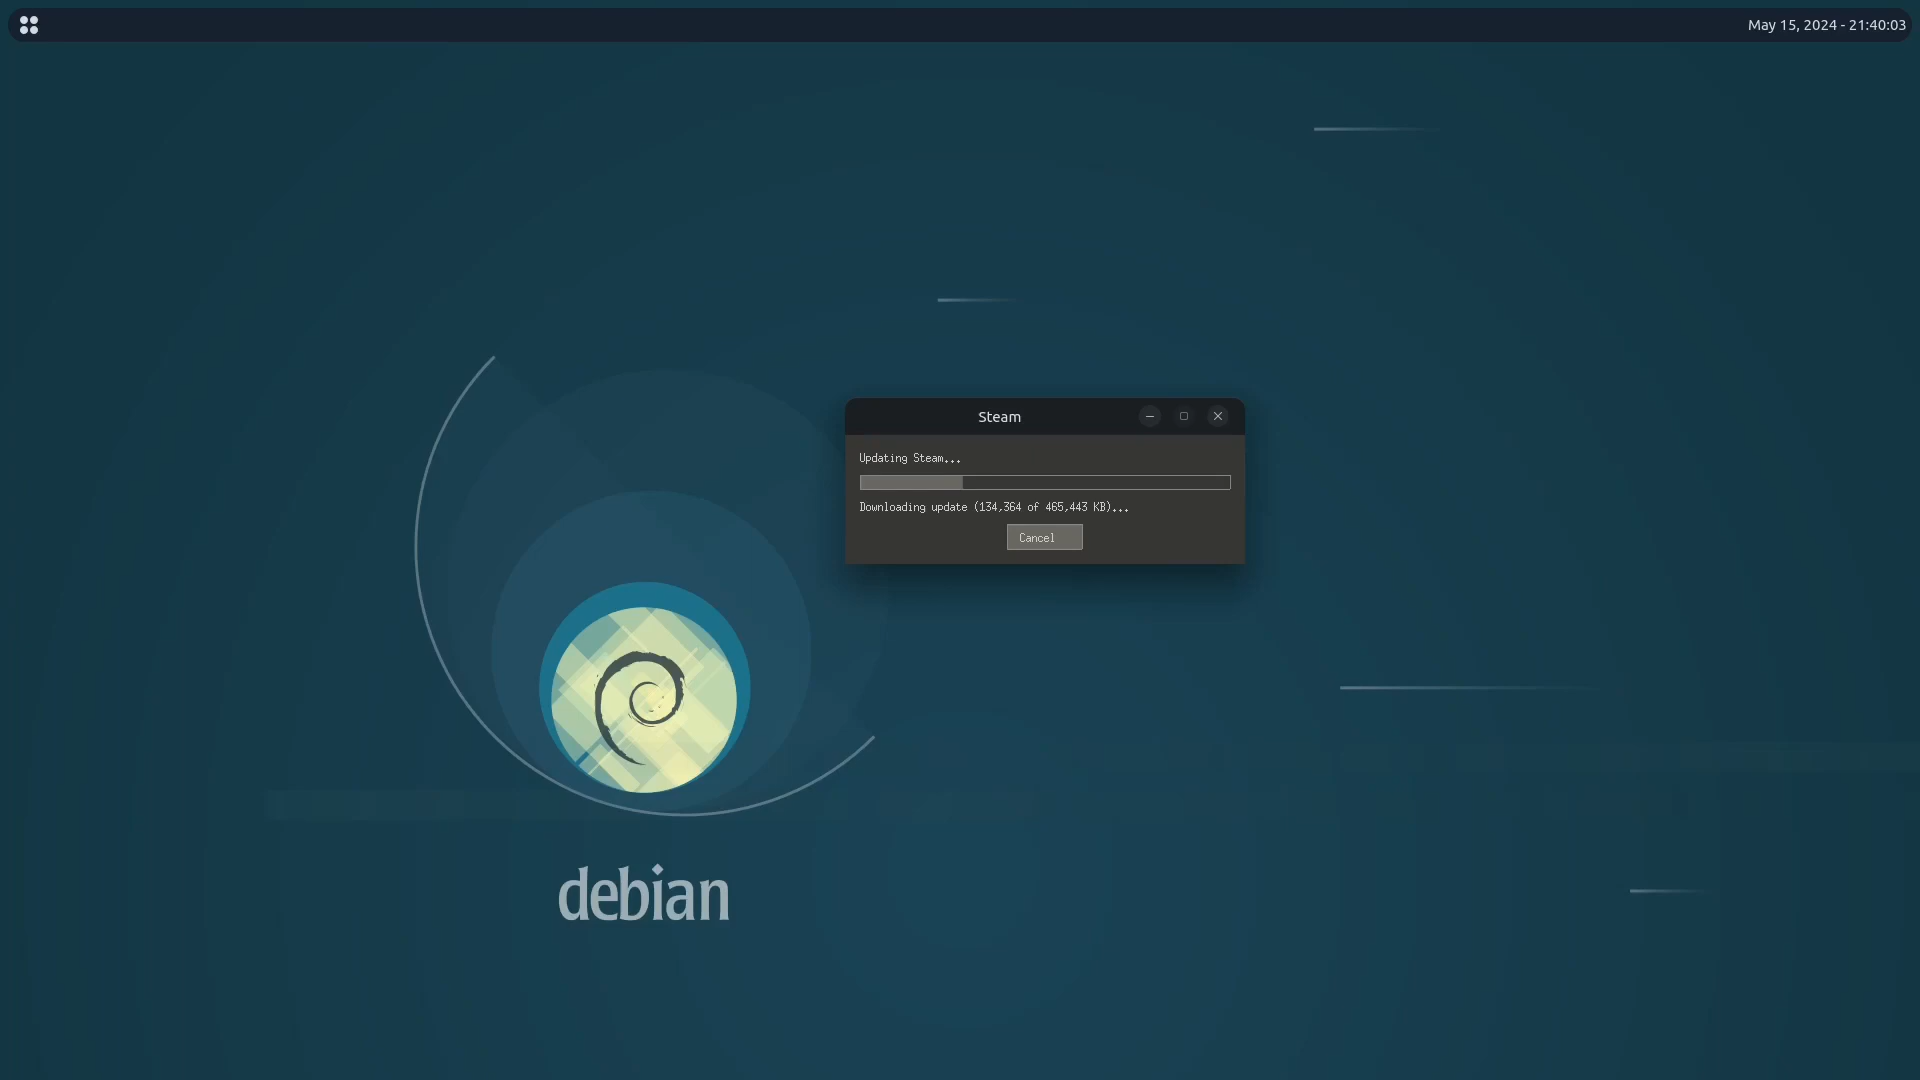 May 15, 2024 - 21:40:03
Steam
Updating Steam...
Downloading update (134,364 of 465,443 KB)...
Cancel
debian